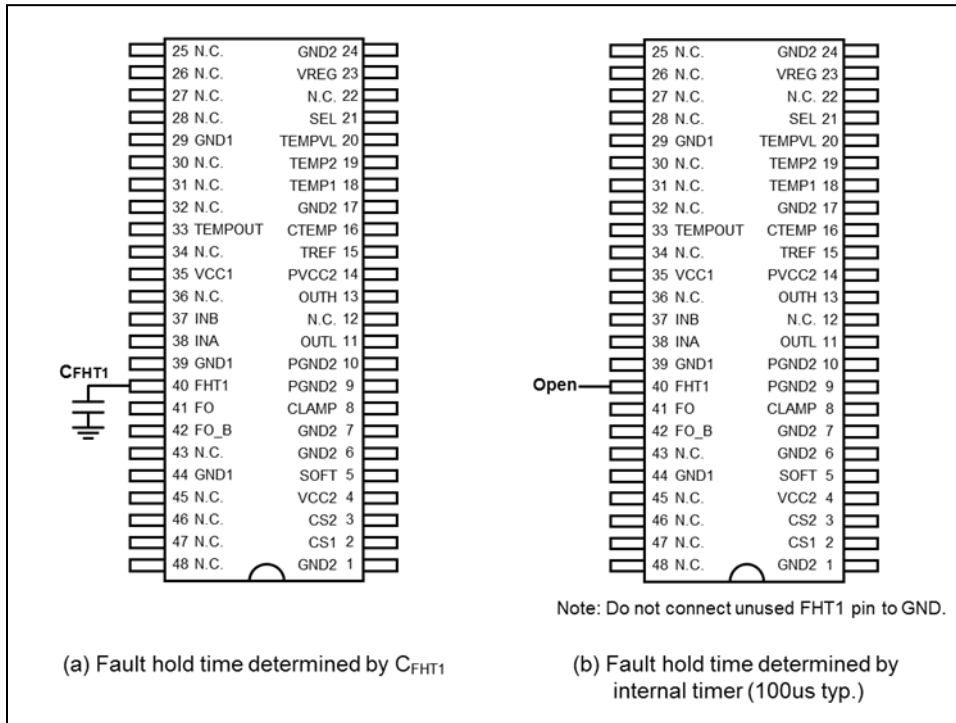 25 N.C. GND2 24
26 N.C. VREG 23
27 N.C. N.C. 22
28 N.C. SEL 21
29 GND1 TEMPVL 20
30 N.C. TEMP2 19
31 N.C. TEMP1 18
32 N.C. GND2 17
33 TEMPOUT CTEMP 16
34 N.C. TREF 15
35 VCC1 PVCC2 14
36 N.C. OUTH 13
37 INB N.C. 12
38 INA OUTL 11
39 GND1 PGND2 10
CFHT1
40 FHT1 PGND2 9
41 FO CLAMP 8
42 FO_B GND2 7
43 N.C. GND2 6
44 GND1 SOFT 5
45 N.C. VCC2 4
46 N.C. CS2 3
47 N.C. CS1 2
48 N.C. GND2 1
(a) Fault hold time determined by CFHT1
25 N.C. GND2 24
26 N.C. VREG 23
27 N.C. N.C. 22
28 N.C. SEL 21
29 GND1 TEMPVL 20
30 N.C. TEMP2 19
31 N.C. TEMP1 18
32 N.C. GND2 17
33 TEMPOUT CTEMP 16
34 N.C. TREF 15
35 VCC1 PVCC2 14
36 N.C. OUTH 13
37 INB N.C. 12
38 INA OUTL 11
39 GND1 PGND2 10
Open 40 FHT1 PGND2 9
41 FO CLAMP 8
42 FO_B GND2 7
43 N.C. GND2 6
44 GND1 SOFT 5
45 N.C. VCC2 4
46 N.C. CS2 3
47 N.C. CS1 2
48 N.C. GND2 1
Note: Do not connect unused FHT1 pin to GND.
(b) Fault hold time determined by
internal timer (100us typ.)